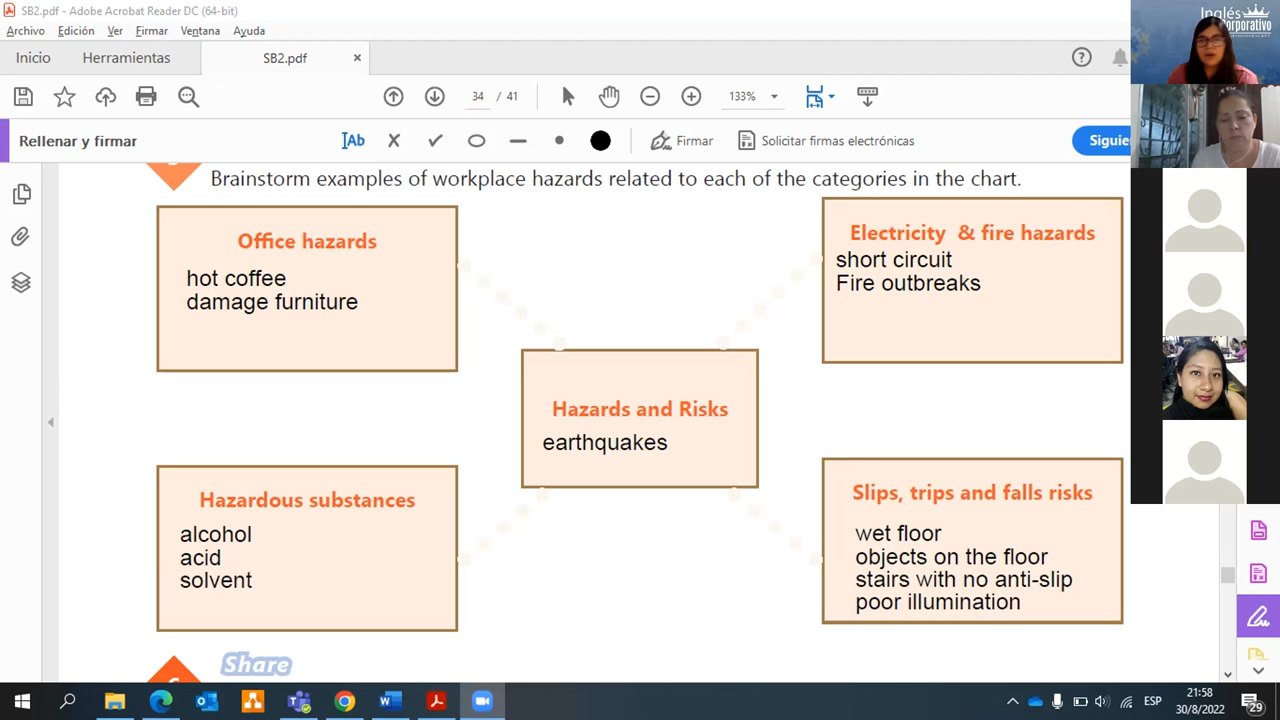 SB2.pdf - Adobe Acrobat Reader DC (64-bit)
Archivo Edición Ver Firmar Ventana Ayuda
Inicio Herramientas SB2.pdf
34 / 41 133%
Rellenar y firmar
Ab
Firmar
Solicitar firmas electrónicas
Brainstorm examples of workplace hazards related to each of the categories in the chart.
Office hazards
hot coffee
damage furniture
Electricity & fire hazards
short circuit
Fire outbreaks
Hazards and Risks
earthquakes
Hazardous substances
alcohol
acid
solvent
Slips, trips and falls risks
wet floor
objects on the floor
stairs with no anti-slip
poor illumination
Share
Inglés
ESP
21:58
30/8/2022
29